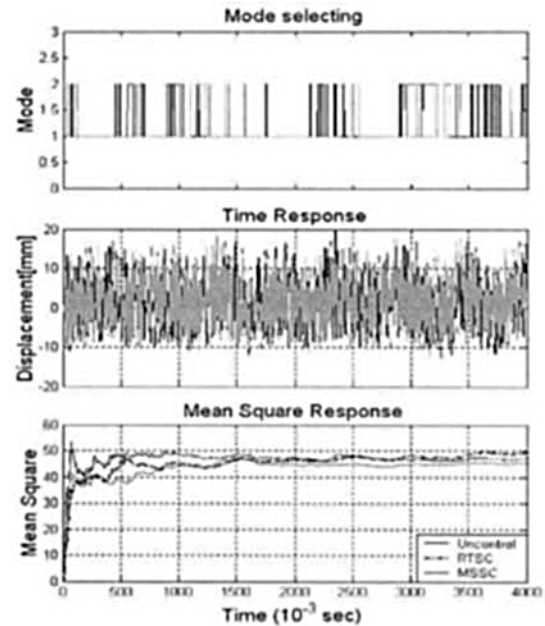 Mode selecting
3
2.5
2
1.5
1
0.5
0
Mode
Time Response
20
10
0
-10
-20
Displacement[mm]
Mean Square Response
60
50
40
30
20
10
0
Mean Square
Uncontrol
RTSC
MSSC
0 500 1000 1500 2000 2500 3000 3500 4000
Time (10-3 sec)